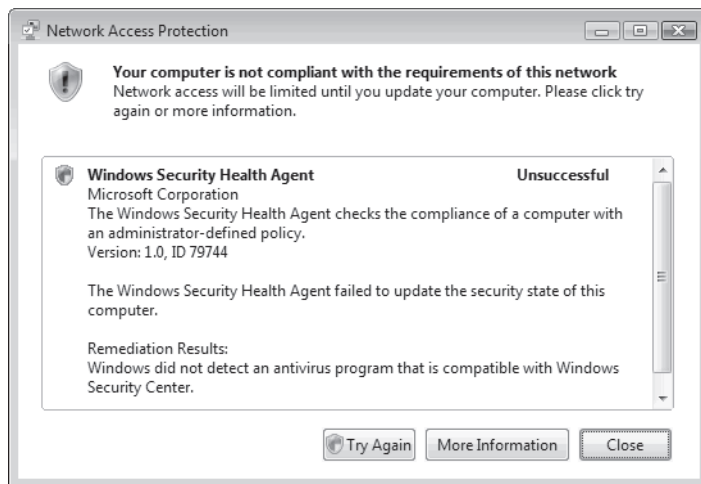 Network Access Protection
Your computer is not compliant with the requirements of this network
Network access will be limited until you update your computer. Please click try
again or more information.
Windows Security Health Agent Unsuccessful
Microsoft Corporation
The Windows Security Health Agent checks the compliance of a computer with
an administrator-defined policy.
Version: 1.0, ID 79744
The Windows Security Health Agent failed to update the security state of this
computer.
Remediation Results:
Windows did not detect an antivirus program that is compatible with Windows
Security Center.
Try Again More Information Close